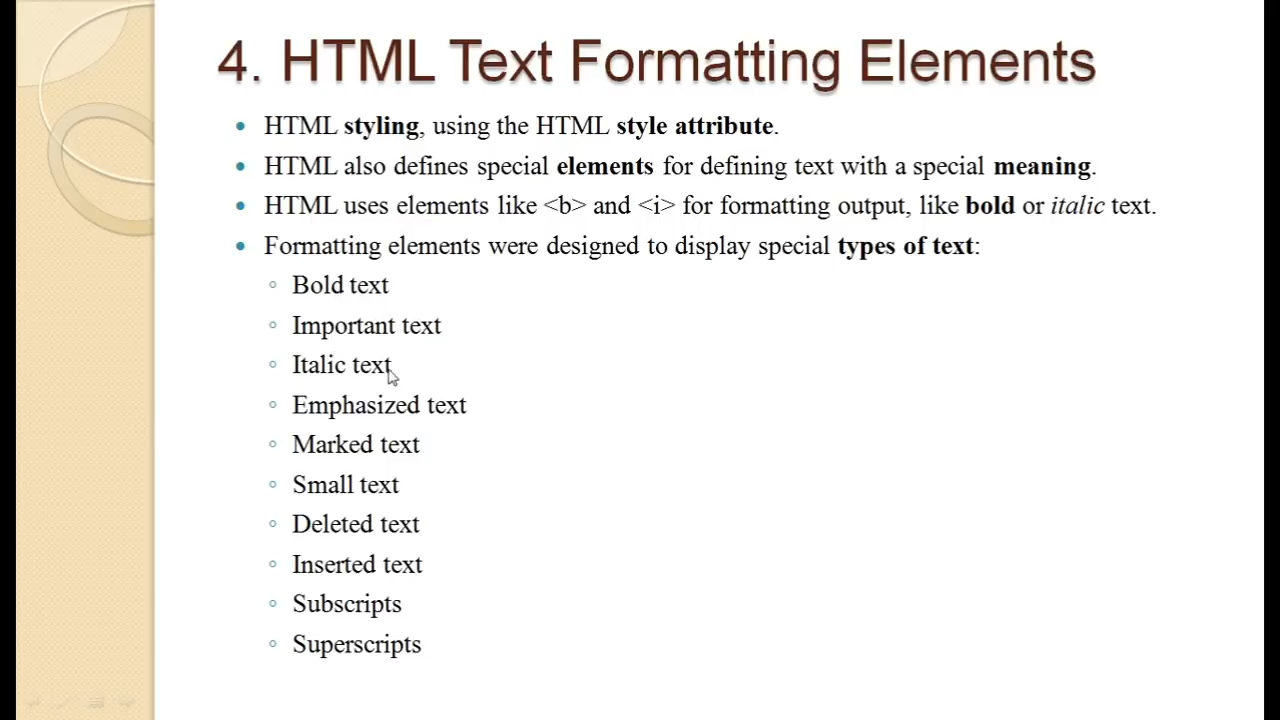 4. HTML Text Formatting Elements
• HTML styling, using the HTML style attribute.
• HTML also defines special elements for defining text with a special meaning.
• HTML uses elements like <b> and <i> for formatting output, like bold or italic text.
• Formatting elements were designed to display special types of text:
◦ Bold text
◦ Important text
◦ Italic text
◦ Emphasized text
◦ Marked text
◦ Small text
◦ Deleted text
◦ Inserted text
◦ Subscripts
◦ Superscripts